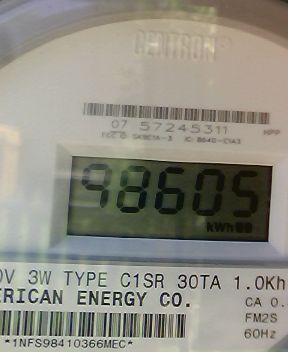 CENTRON®
07 57245311 HPP
98605
kWh
0V 3W TYPE C1SR 30TA 1.0Kh
ERICAN ENERGY CO. CA 0.
FM2S
60Hz
*1NFS98410366MEC*